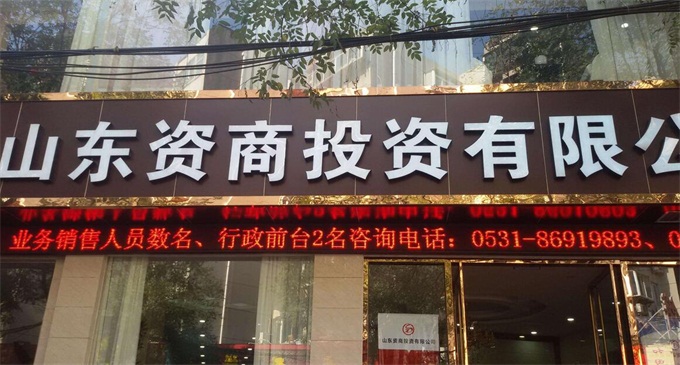 山东资商投资有限公
业务销售人员数名、行政前台2名咨询电话：0531-86919893、0
山东资商投资有限公司